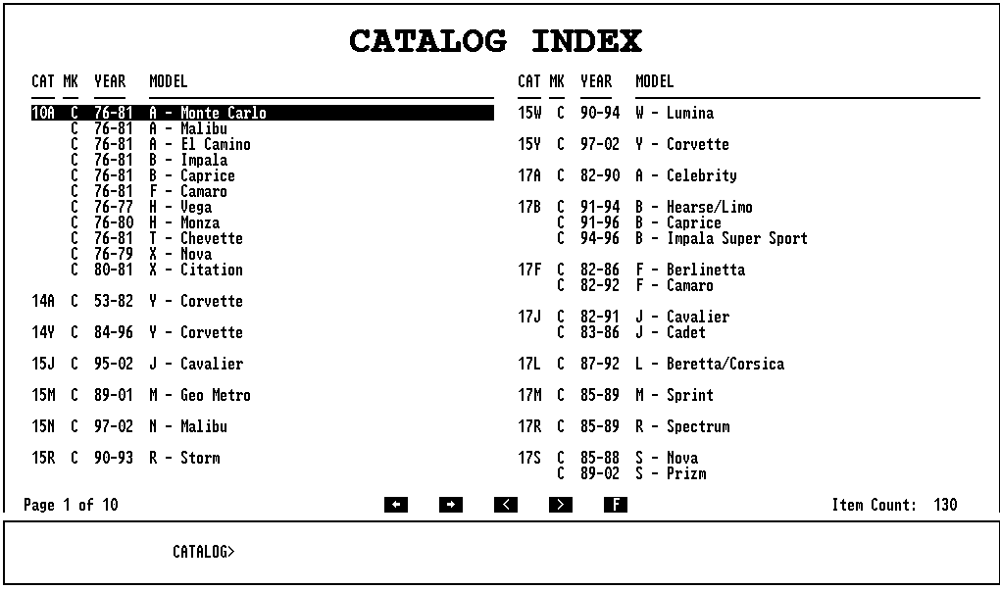 CATALOG INDEX
CAT MK YEAR MODEL
10A C 76-81 A - Monte Carlo
C 76-81 A - Malibu
C 76-81 A - El Camino
C 76-81 B - Impala
C 76-81 B - Caprice
C 76-81 F - Camaro
C 76-77 H - Vega
C 76-80 H - Monza
C 76-81 T - Chevette
C 76-79 X - Nova
C 80-81 X - Citation
14A C 53-82 Y - Corvette
14Y C 84-96 Y - Corvette
15J C 95-02 J - Cavalier
15M C 89-01 M - Geo Metro
15N C 97-02 N - Malibu
15R C 90-93 R - Storm
CAT MK YEAR MODEL
15W C 90-94 W - Lumina
15Y C 97-02 Y - Corvette
17A C 82-90 A - Celebrity
17B C 91-94 B - Hearse/Limo
C 91-96 B - Caprice
C 94-96 B - Impala Super Sport
17F C 82-86 F - Berlinetta
C 82-92 F - Camaro
17J C 82-91 J - Cavalier
C 83-86 J - Cadet
17L C 87-92 L - Beretta/Corsica
17M C 85-89 M - Sprint
17R C 85-89 R - Spectrum
17S C 85-88 S - Nova
C 89-02 S - Prizm
Page 1 of 10 ← → < > F Item Count: 130
CATALOG>